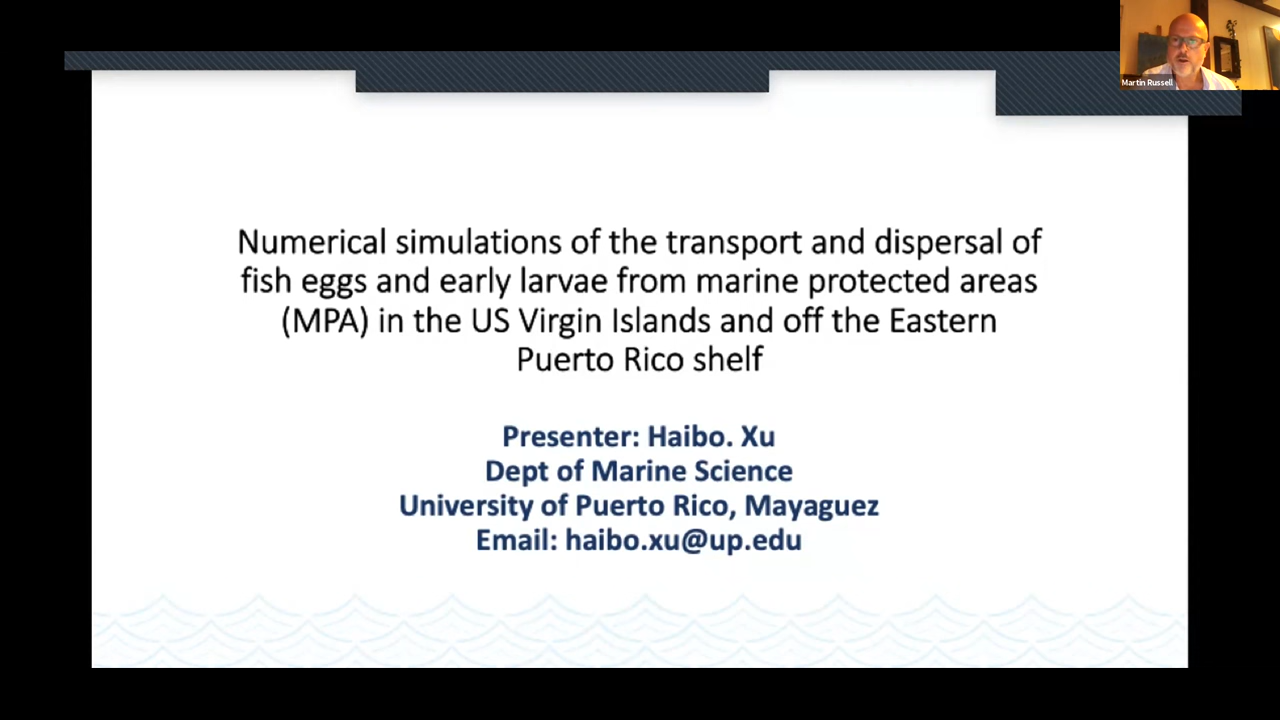 Martin Russell
Numerical simulations of the transport and dispersal of
fish eggs and early larvae from marine protected areas
(MPA) in the US Virgin Islands and off the Eastern
Puerto Rico shelf
Presenter: Haibo. Xu
Dept of Marine Science
University of Puerto Rico, Mayaguez
Email: haibo.xu@up.edu